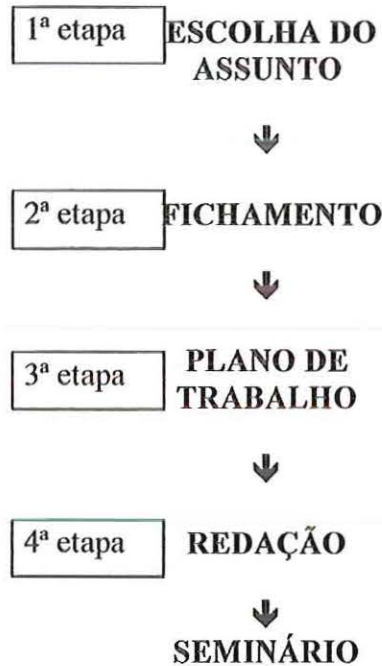 1ª etapa ESCOLHA DO
ASSUNTO
2ª etapa FICHAMENTO
3ª etapa PLANO DE
TRABALHO
4ª etapa REDAÇÃO
SEMINÁRIO